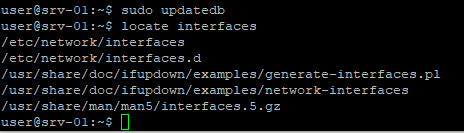 user@srv-01:~$ sudo updatedb
user@srv-01:~$ locate interfaces
/etc/network/interfaces
/etc/network/interfaces.d
/usr/share/doc/ifupdown/examples/generate-interfaces.pl
/usr/share/doc/ifupdown/examples/network-interfaces
/usr/share/man/man5/interfaces.5.gz
user@srv-01:~$